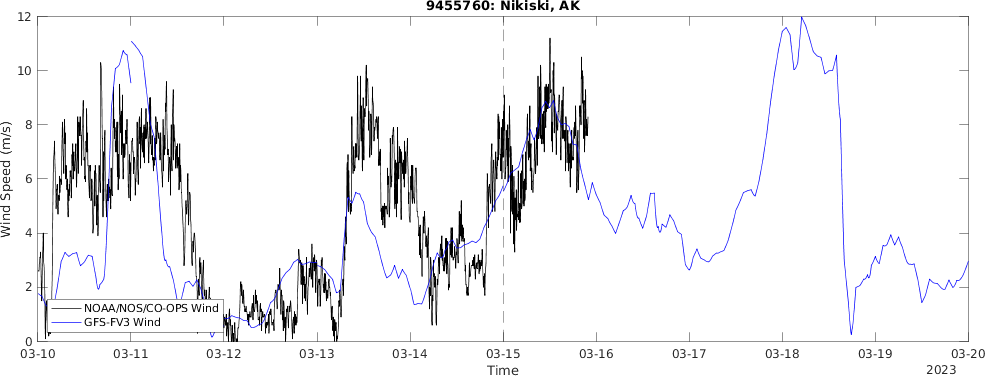 9455760: Nikiski, AK
Wind Speed (m/s)
12
10
8
6
4
2
0
NOAA/NOS/CO-OPS Wind
GFS-FV3 Wind
03-10 03-11 03-12 03-13 03-14 03-15 03-16 03-17 03-18 03-19 03-20
Time
2023